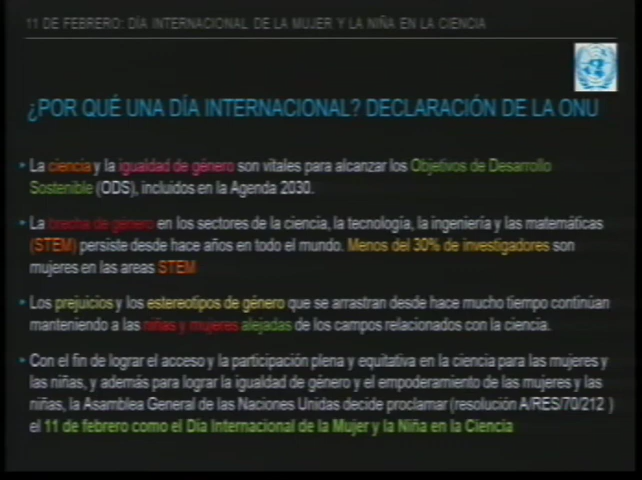 11 DE FEBRERO: DÍA INTERNACIONAL DE LA MUJER Y LA NIÑA EN LA CIENCIA
¿POR QUÉ UNA DÍA INTERNACIONAL? DECLARACIÓN DE LA ONU
• La ciencia y la igualdad de género son vitales para alcanzar los Objetivos de Desarrollo
Sostenible (ODS), incluidos en la Agenda 2030.
• La brecha de género en los sectores de la ciencia, la tecnología, la ingeniería y las matemáticas
(STEM) persiste desde hace años en todo el mundo. Menos del 30% de investigadores son
mujeres en las areas STEM
• Los prejuicios y los estereotipos de género que se arrastran desde hace mucho tiempo continúan
manteniendo a las niñas y mujeres alejadas de los campos relacionados con la ciencia.
• Con el fin de lograr el acceso y la participación plena y equitativa en la ciencia para las mujeres y
las niñas, y además para lograr la igualdad de género y el empoderamiento de las mujeres y las
niñas, la Asamblea General de las Naciones Unidas decide proclamar (resolución A/RES/70/212 )
el 11 de febrero como el Día Internacional de la Mujer y la Niña en la Ciencia